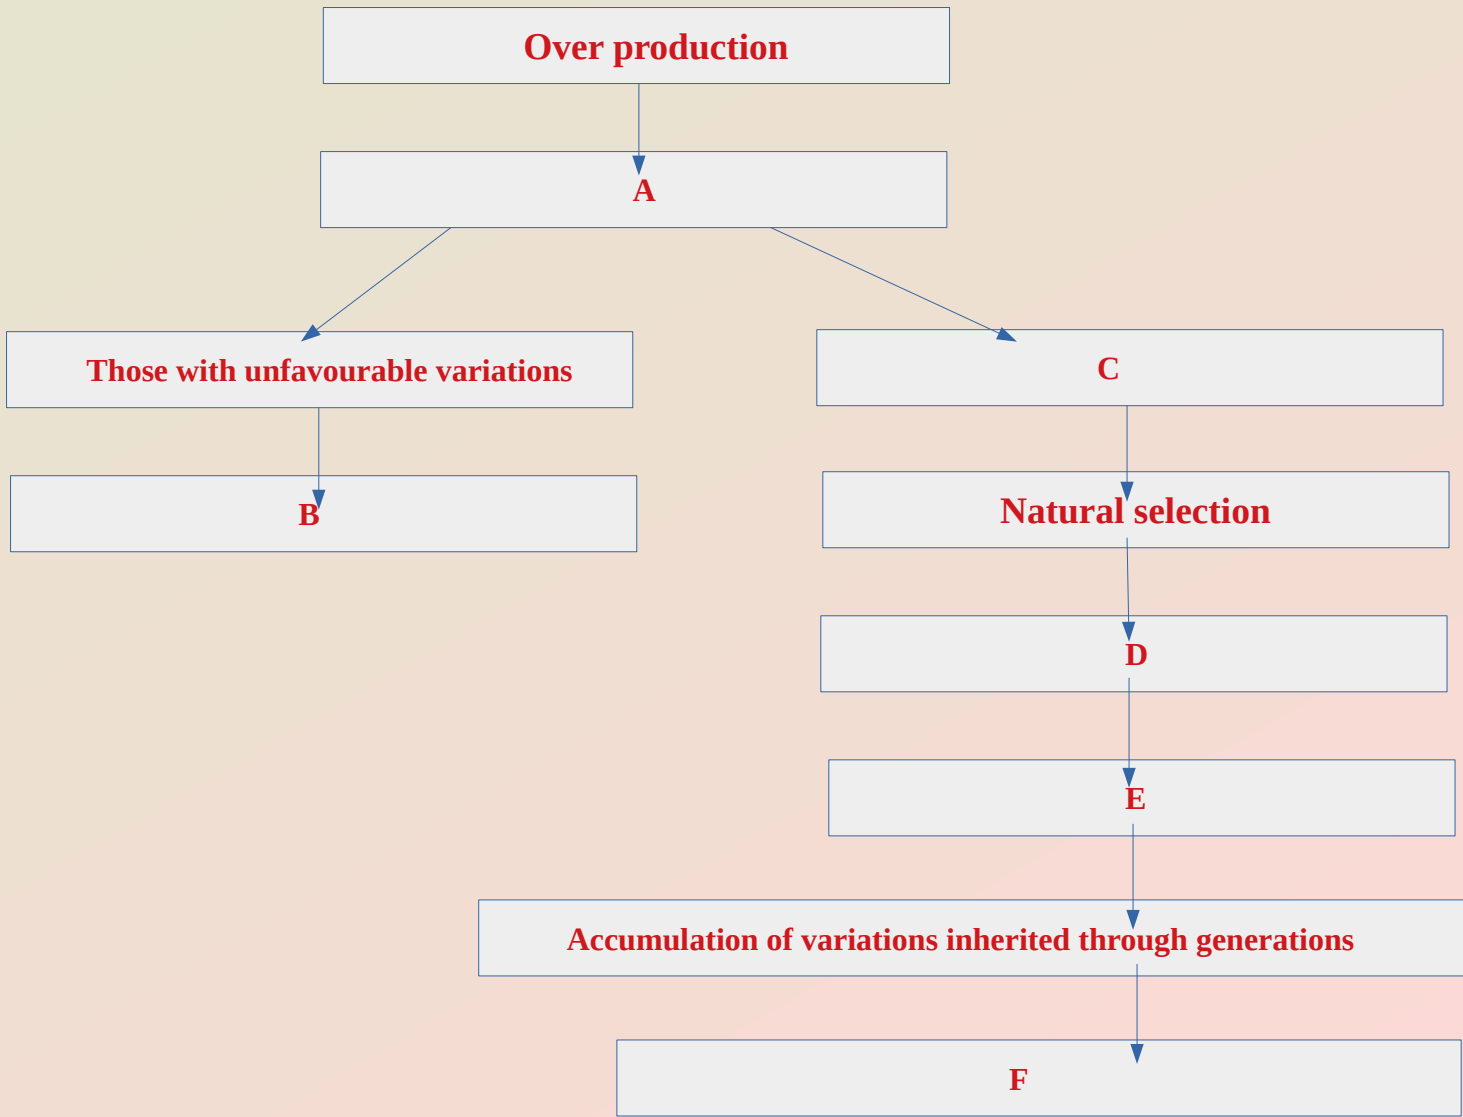 Over production
A
Those with unfavourable variations
C
B
Natural selection
D
E
Accumulation of variations inherited through generations
F